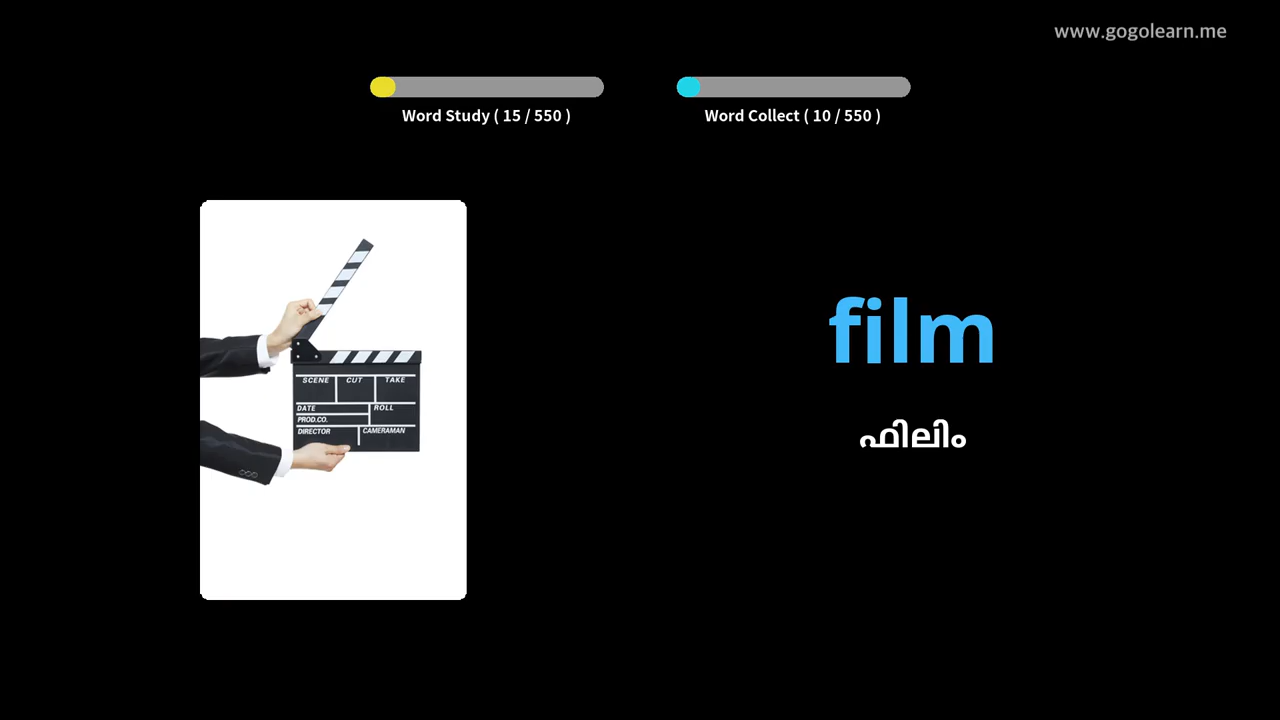 www.gogolearn.me
Word Study ( 15 / 550 )
Word Collect ( 10 / 550 )
SCENE CUT TAKE
DATE ROLL
PROD.CO.
DIRECTOR CAMERAMAN
film
ഫിലിം